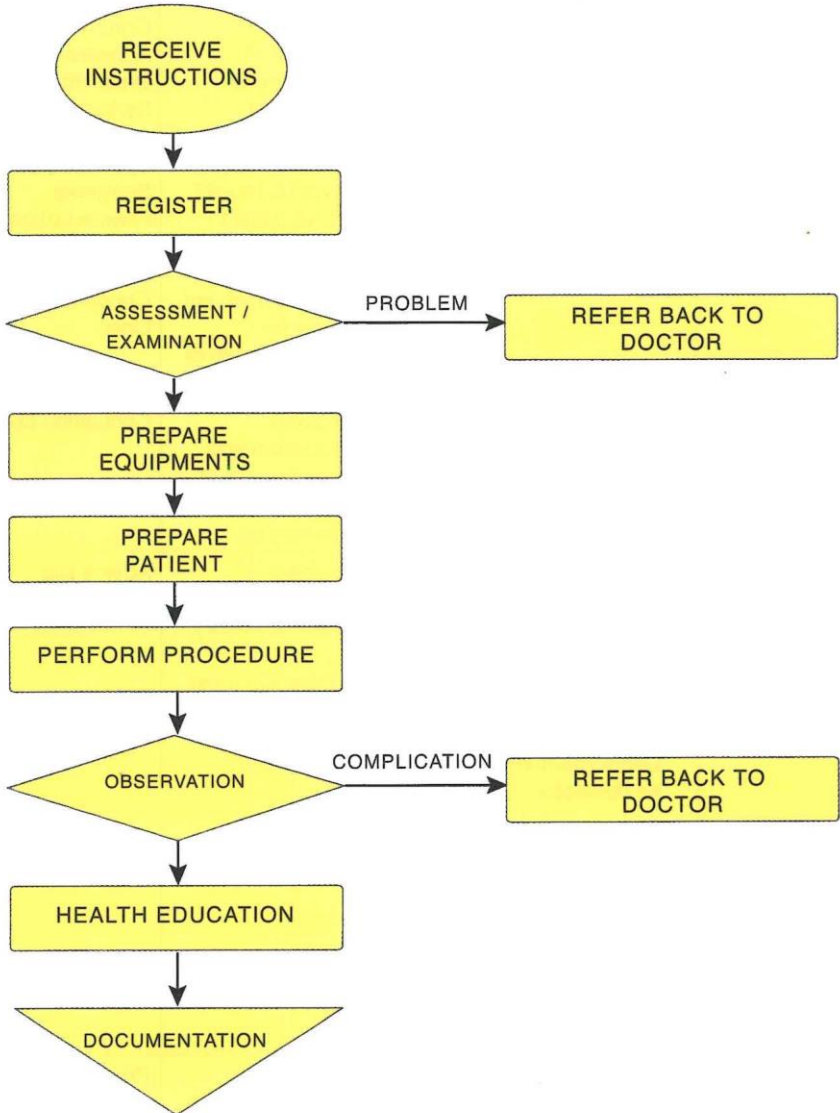 RECEIVE
INSTRUCTIONS
REGISTER
ASSESSMENT /
EXAMINATION
PROBLEM
REFER BACK TO
DOCTOR
PREPARE
EQUIPMENTS
PREPARE
PATIENT
PERFORM PROCEDURE
OBSERVATION
COMPLICATION
REFER BACK TO
DOCTOR
HEALTH EDUCATION
DOCUMENTATION